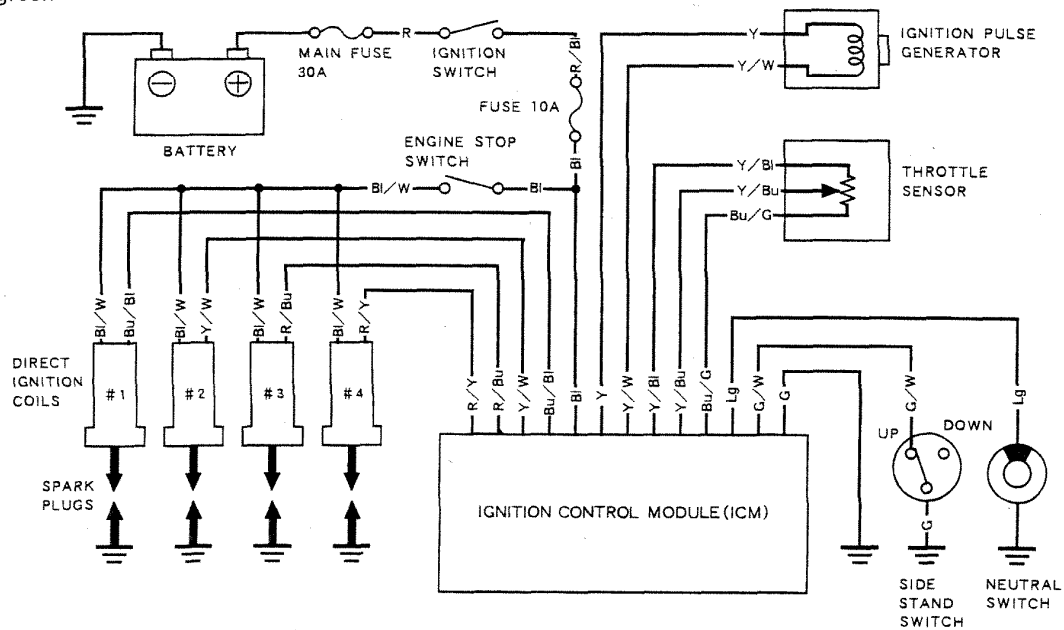 green
MAIN FUSE
30A
R
IGNITION
SWITCH
R/Bl
FUSE 10A
Bl
BATTERY
ENGINE STOP
SWITCH
Bl/W
Bl
Y
Y/W
IGNITION PULSE
GENERATOR
Y/Bl
Y/Bu
Bu/G
THROTTLE
SENSOR
Bl/W
Bu/Bl
Bl/W
Y/W
Bl/W
R/Bu
Bl/W
R/Y
DIRECT
IGNITION
COILS
#1
#2
#3
#4
SPARK
PLUGS
R/Y
R/Bu
Y/W
Bu/Bl
Bl
Y
Y/W
Y/Bl
Y/Bu
Bu/G
Lg
G/W
G
IGNITION CONTROL MODULE(ICM)
G/W
Lg
UP
DOWN
G
SIDE
STAND
SWITCH
NEUTRAL
SWITCH